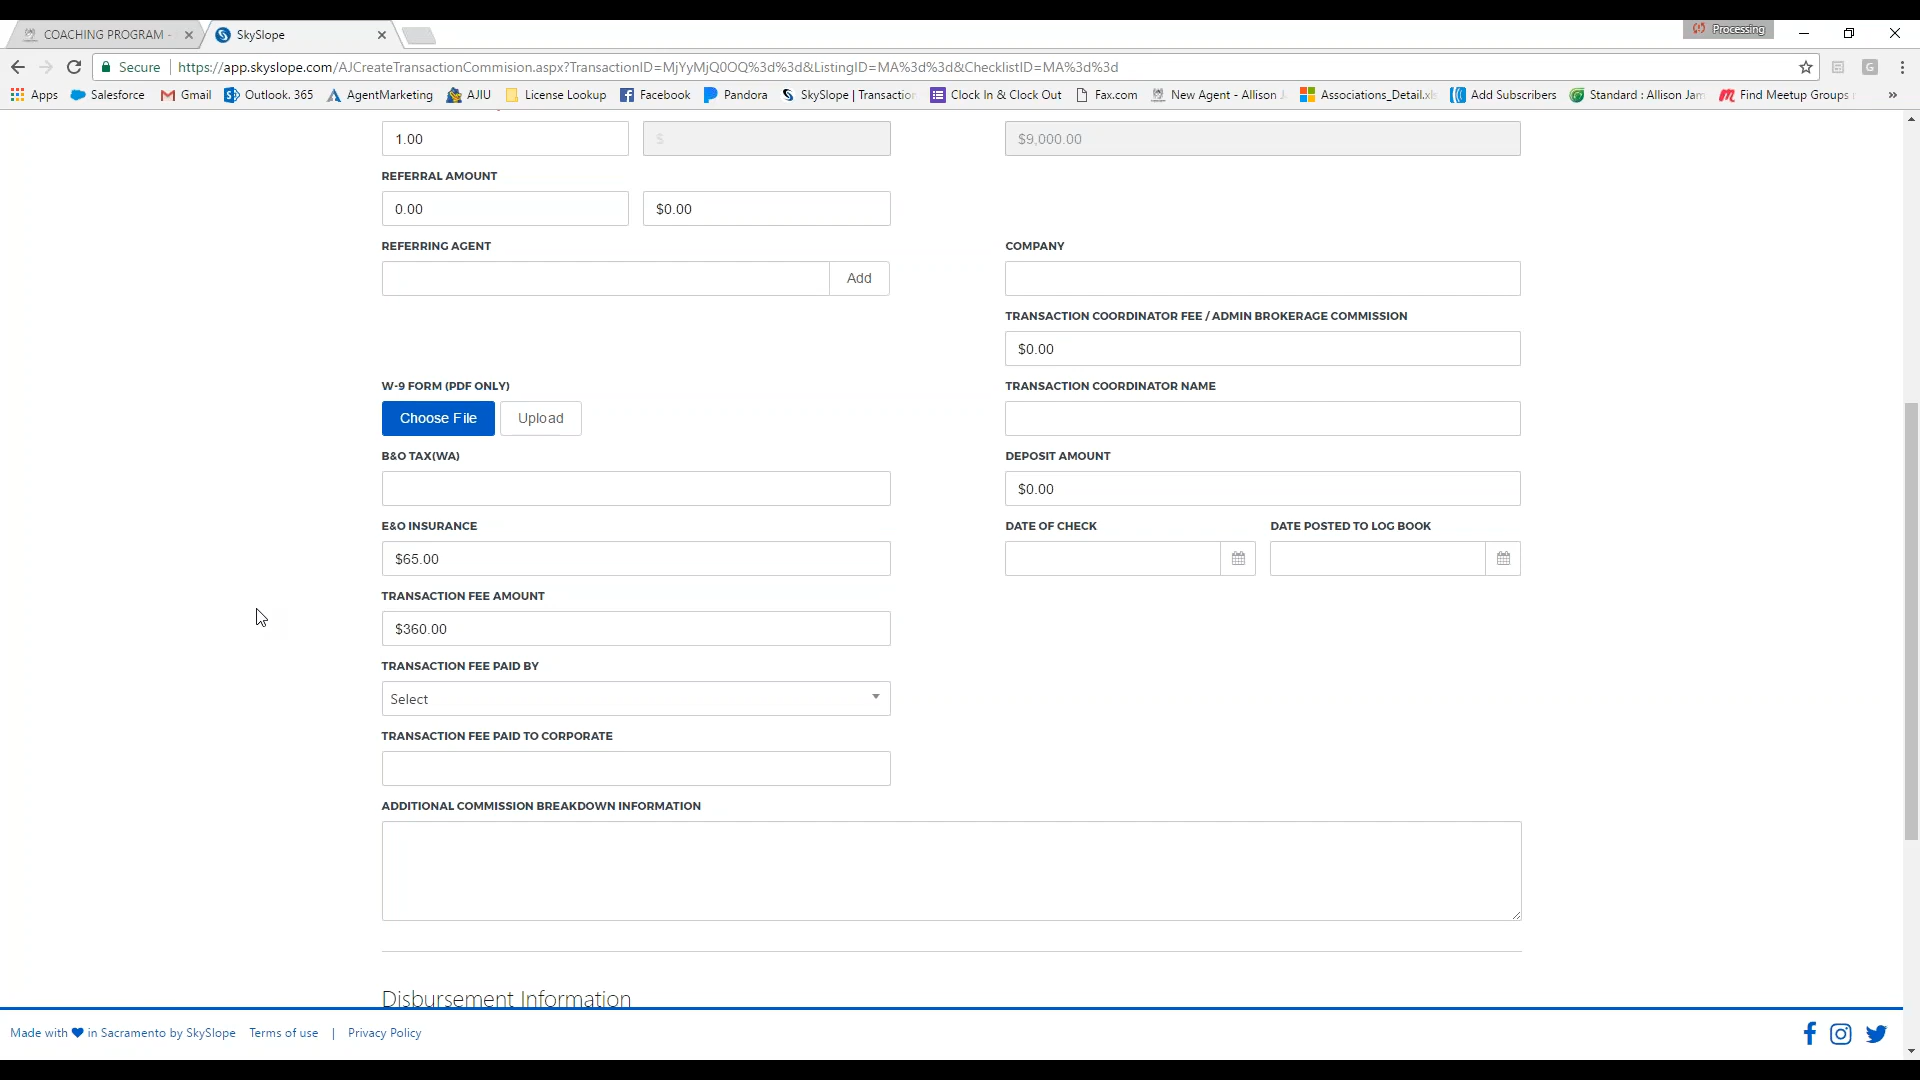 COACHING PROGRAM -
SkySlope
Processing
Secure
https://app.skyslope.com/AJCreateTransactionCommision.aspx?TransactionID=MjYyMjQ0OQ%3d%3d&ListingID=MA%3d%3d&ChecklistID=MA%3d%3d
Apps
Salesforce
Gmail
Outlook. 365
AgentMarketing
AJIU
License Lookup
Facebook
Pandora
SkySlope | Transaction
Clock In & Clock Out
Fax.com
New Agent - Allison J
Associations_Detail.xls
Add Subscribers
Standard : Allison Jam
Find Meetup Groups
»
1.00
$
$9,000.00
REFERRAL AMOUNT
0.00
$0.00
REFERRING AGENT
COMPANY
Add
TRANSACTION COORDINATOR FEE / ADMIN BROKERAGE COMMISSION
$0.00
W-9 FORM (PDF ONLY)
TRANSACTION COORDINATOR NAME
Choose File
Upload
B&O TAX(WA)
DEPOSIT AMOUNT
$0.00
E&O INSURANCE
DATE OF CHECK
DATE POSTED TO LOG BOOK
$65.00
TRANSACTION FEE AMOUNT
$360.00
TRANSACTION FEE PAID BY
Select
TRANSACTION FEE PAID TO CORPORATE
ADDITIONAL COMMISSION BREAKDOWN INFORMATION
Disbursement Information
Made with ♥ in Sacramento by SkySlope
Terms of use
|
Privacy Policy